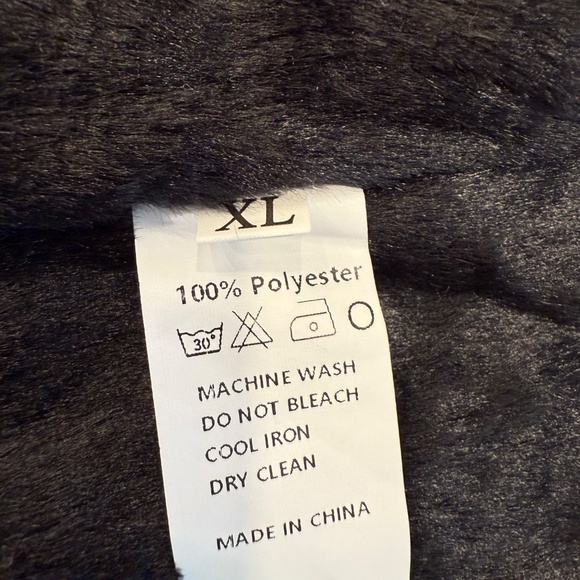 XL
100% Polyester
30°
MACHINE WASH
DO NOT BLEACH
COOL IRON
DRY CLEAN
MADE IN CHINA